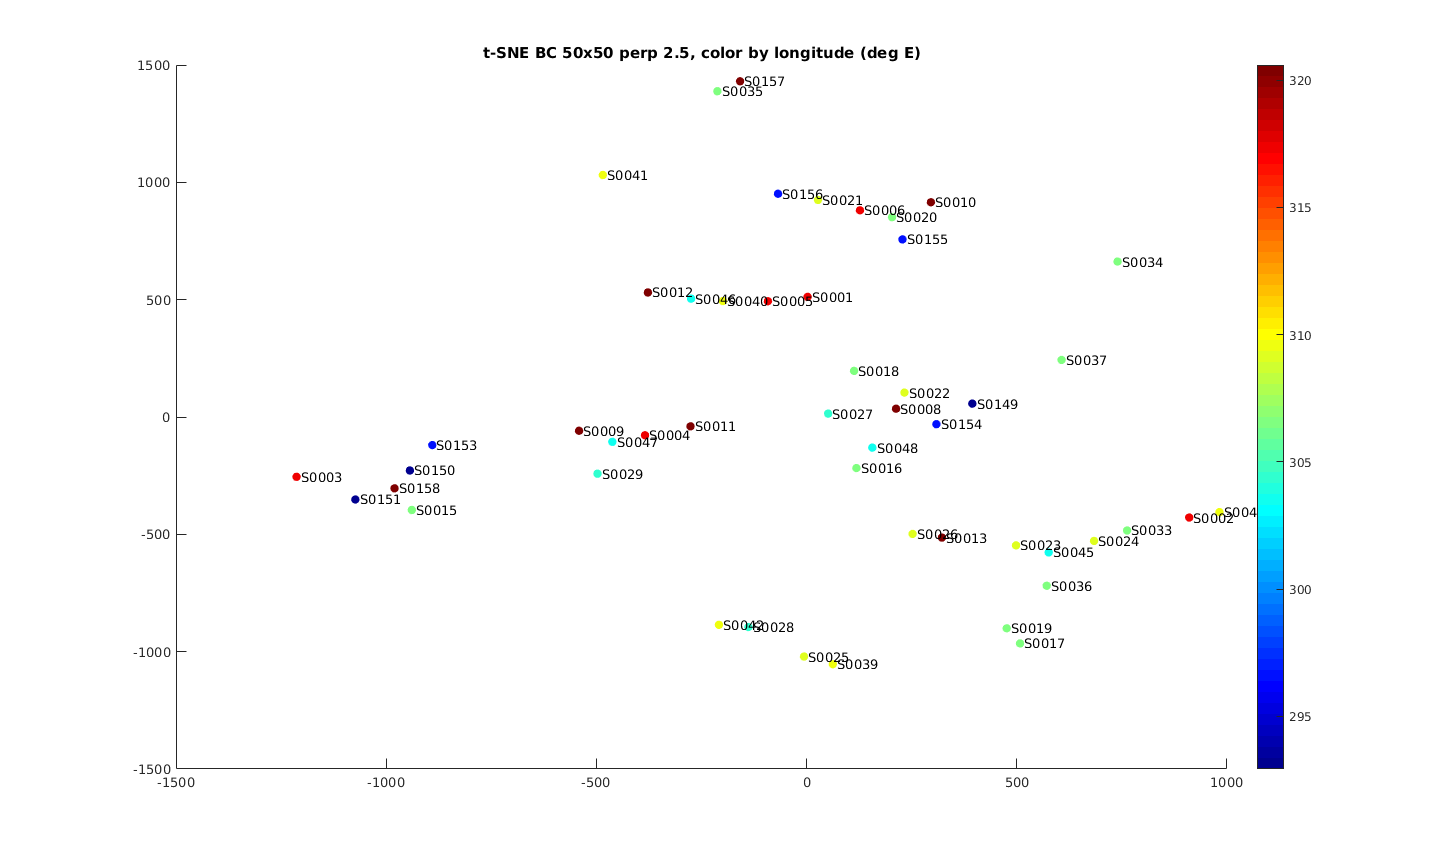 t-SNE BC 50x50 perp 2.5, color by longitude (deg E)
1500
1000
500
0
-500
-1000
-1500
-1500
-1000
-500
0
500
1000
320
315
310
305
300
295
S0157
S0035
S0041
S0156
S0021
S0006
S0010
S0020
S0155
S0034
S0012
S0046
S0040
S0005
S0001
S0037
S0018
S0022
S0149
S0008
S0027
S0154
S0011
S0009
S0004
S0047
S0153
S0048
S0150
S0016
S0029
S0003
S0158
S0151
S0015
S004
S0002
S0033
S0026
S0013
S0024
S0023
S0045
S0036
S0042
S0028
S0019
S0017
S0025
S0039